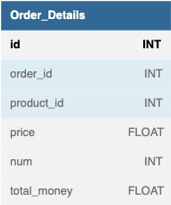 Order_Details
id INT
order_id INT
product_id INT
price FLOAT
num INT
total_money FLOAT